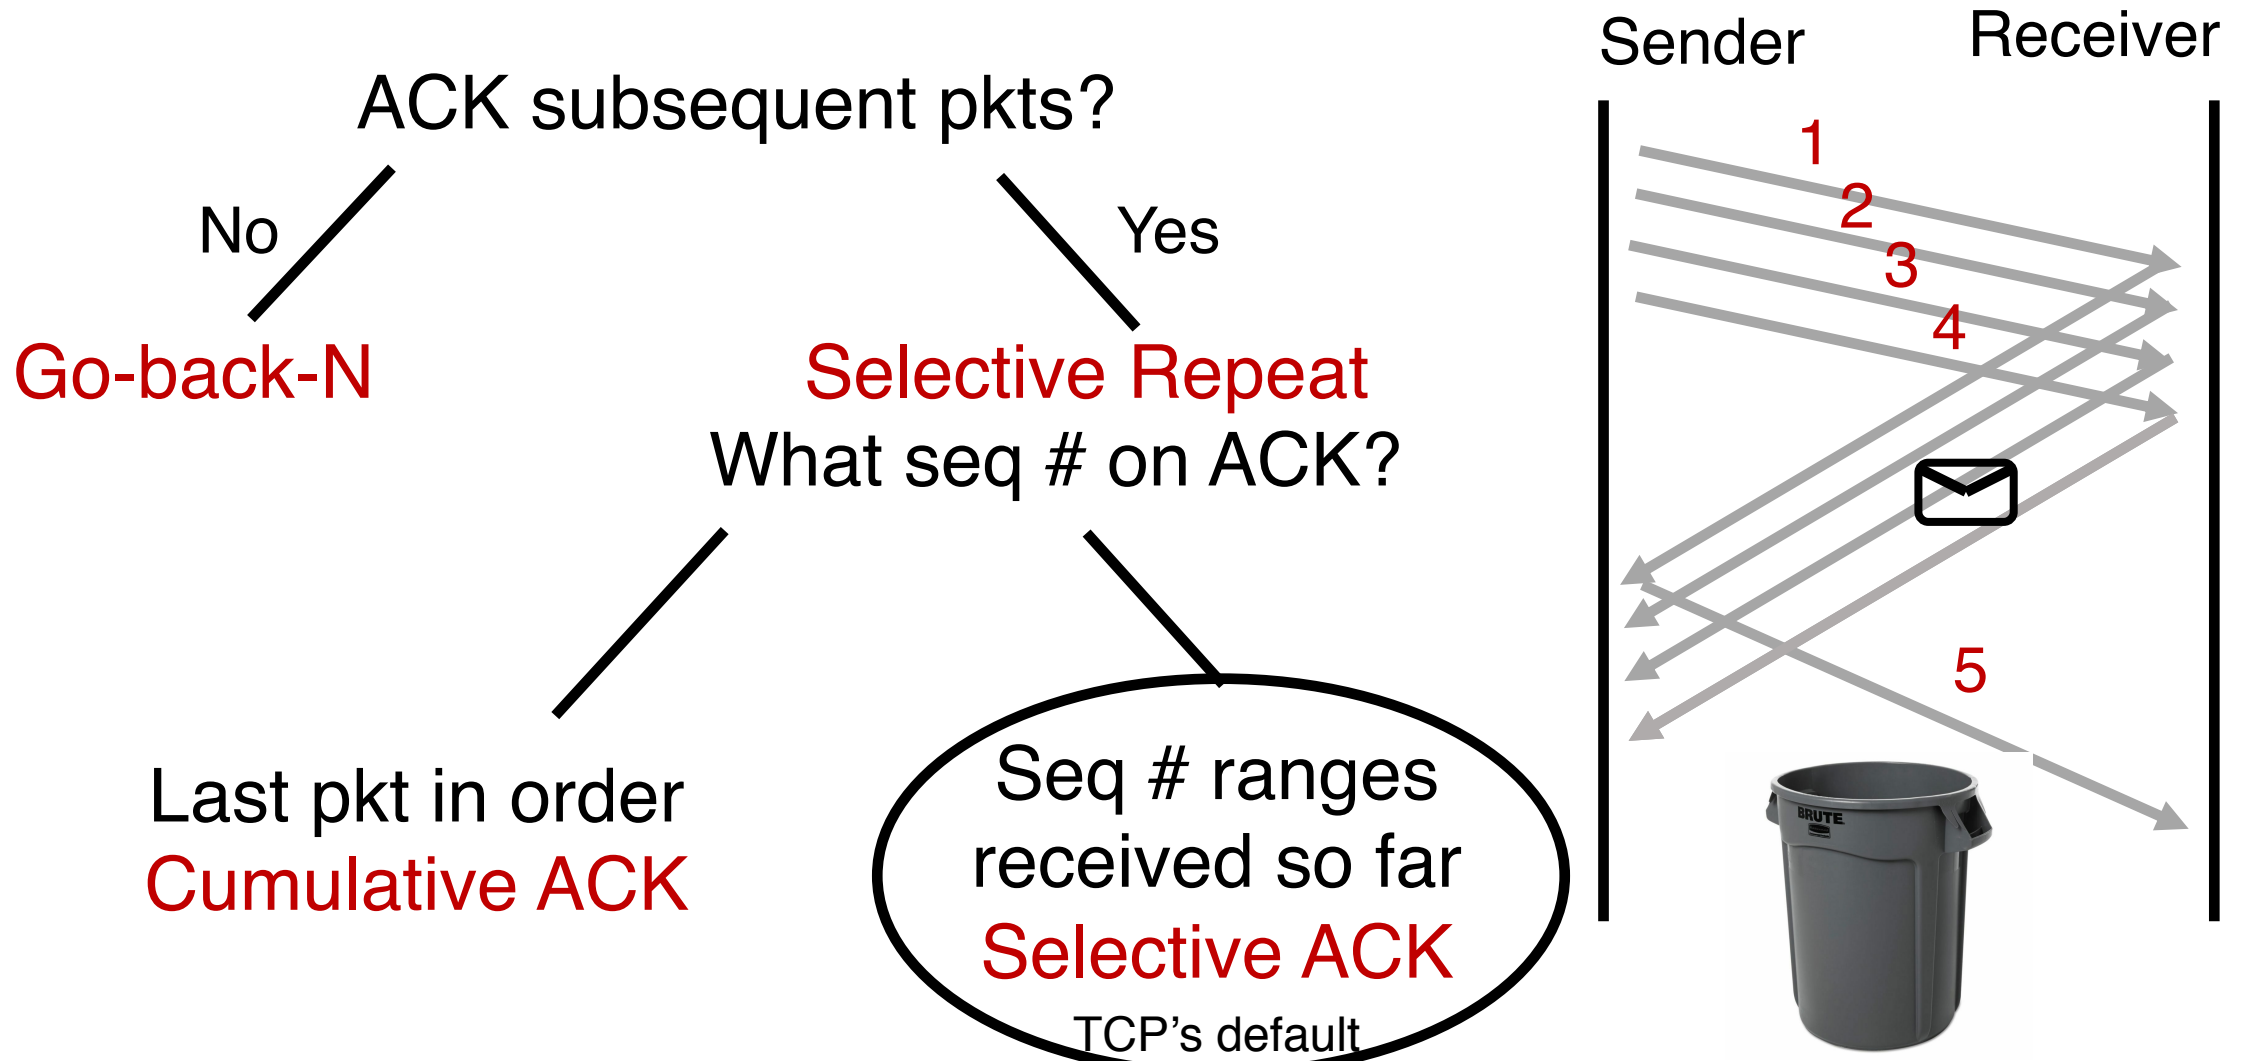 ACK subsequent pkts?
No
Yes
Go-back-N
Selective Repeat
What seq # on ACK?
Last pkt in order
Cumulative ACK
Seq # ranges
received so far
Selective ACK
TCP's default
Sender
Receiver
1
2
3
4
5
BRUTE